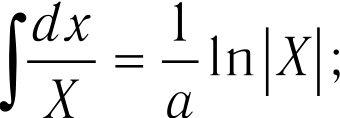 ∫ dx/X = 1/a ln|X|;